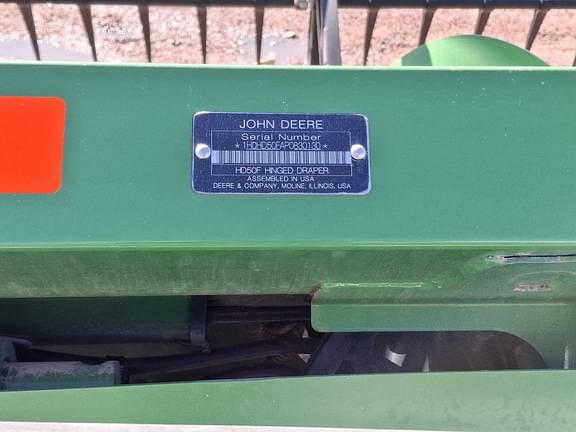 JOHN DEERE
Serial Number
*1H0HD50FAP0830130*
HD50F HINGED DRAPER
ASSEMBLED IN USA
DEERE & COMPANY, MOLINE, ILLINOIS, USA